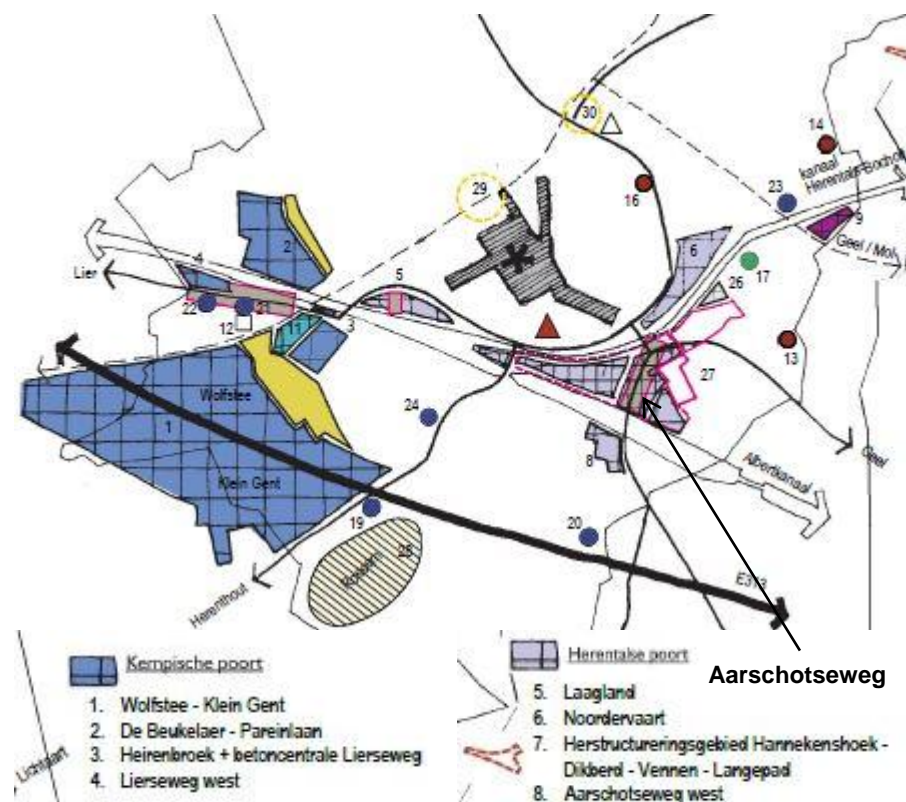 30
14
kanaal
Herentals-Bocholt
29
16
23
2
9
6
Geel / Mol
4
Lier
5
17
26
22
21
12
11
3
13
7
27
Wolfstee
1
24
8
Geel
Albertkanaal
Klein Gent
19
20
28
E313
Herenthout
Kempische poort
1. Wolfstee - Klein Gent
2. De Beukelaer - Pareinlaan
3. Heirenbroek + betoncentrale Lierseweg
4. Lierseweg west
Lichtaart
Aarschotseweg
Herentalse poort
5. Laagland
6. Noordervaart
7. Herstructureringsgebied Hannekenshoek -
Dikberd - Vennen - Langepad
8. Aarschotseweg west